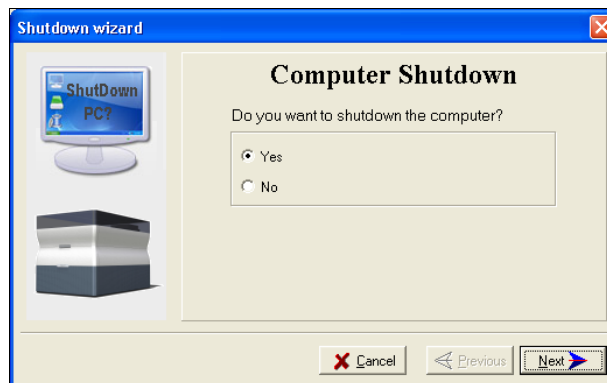 Shutdown wizard
ShutDown
PC?
Computer Shutdown
Do you want to shutdown the computer?
Yes
No
Cancel
Previous
Next